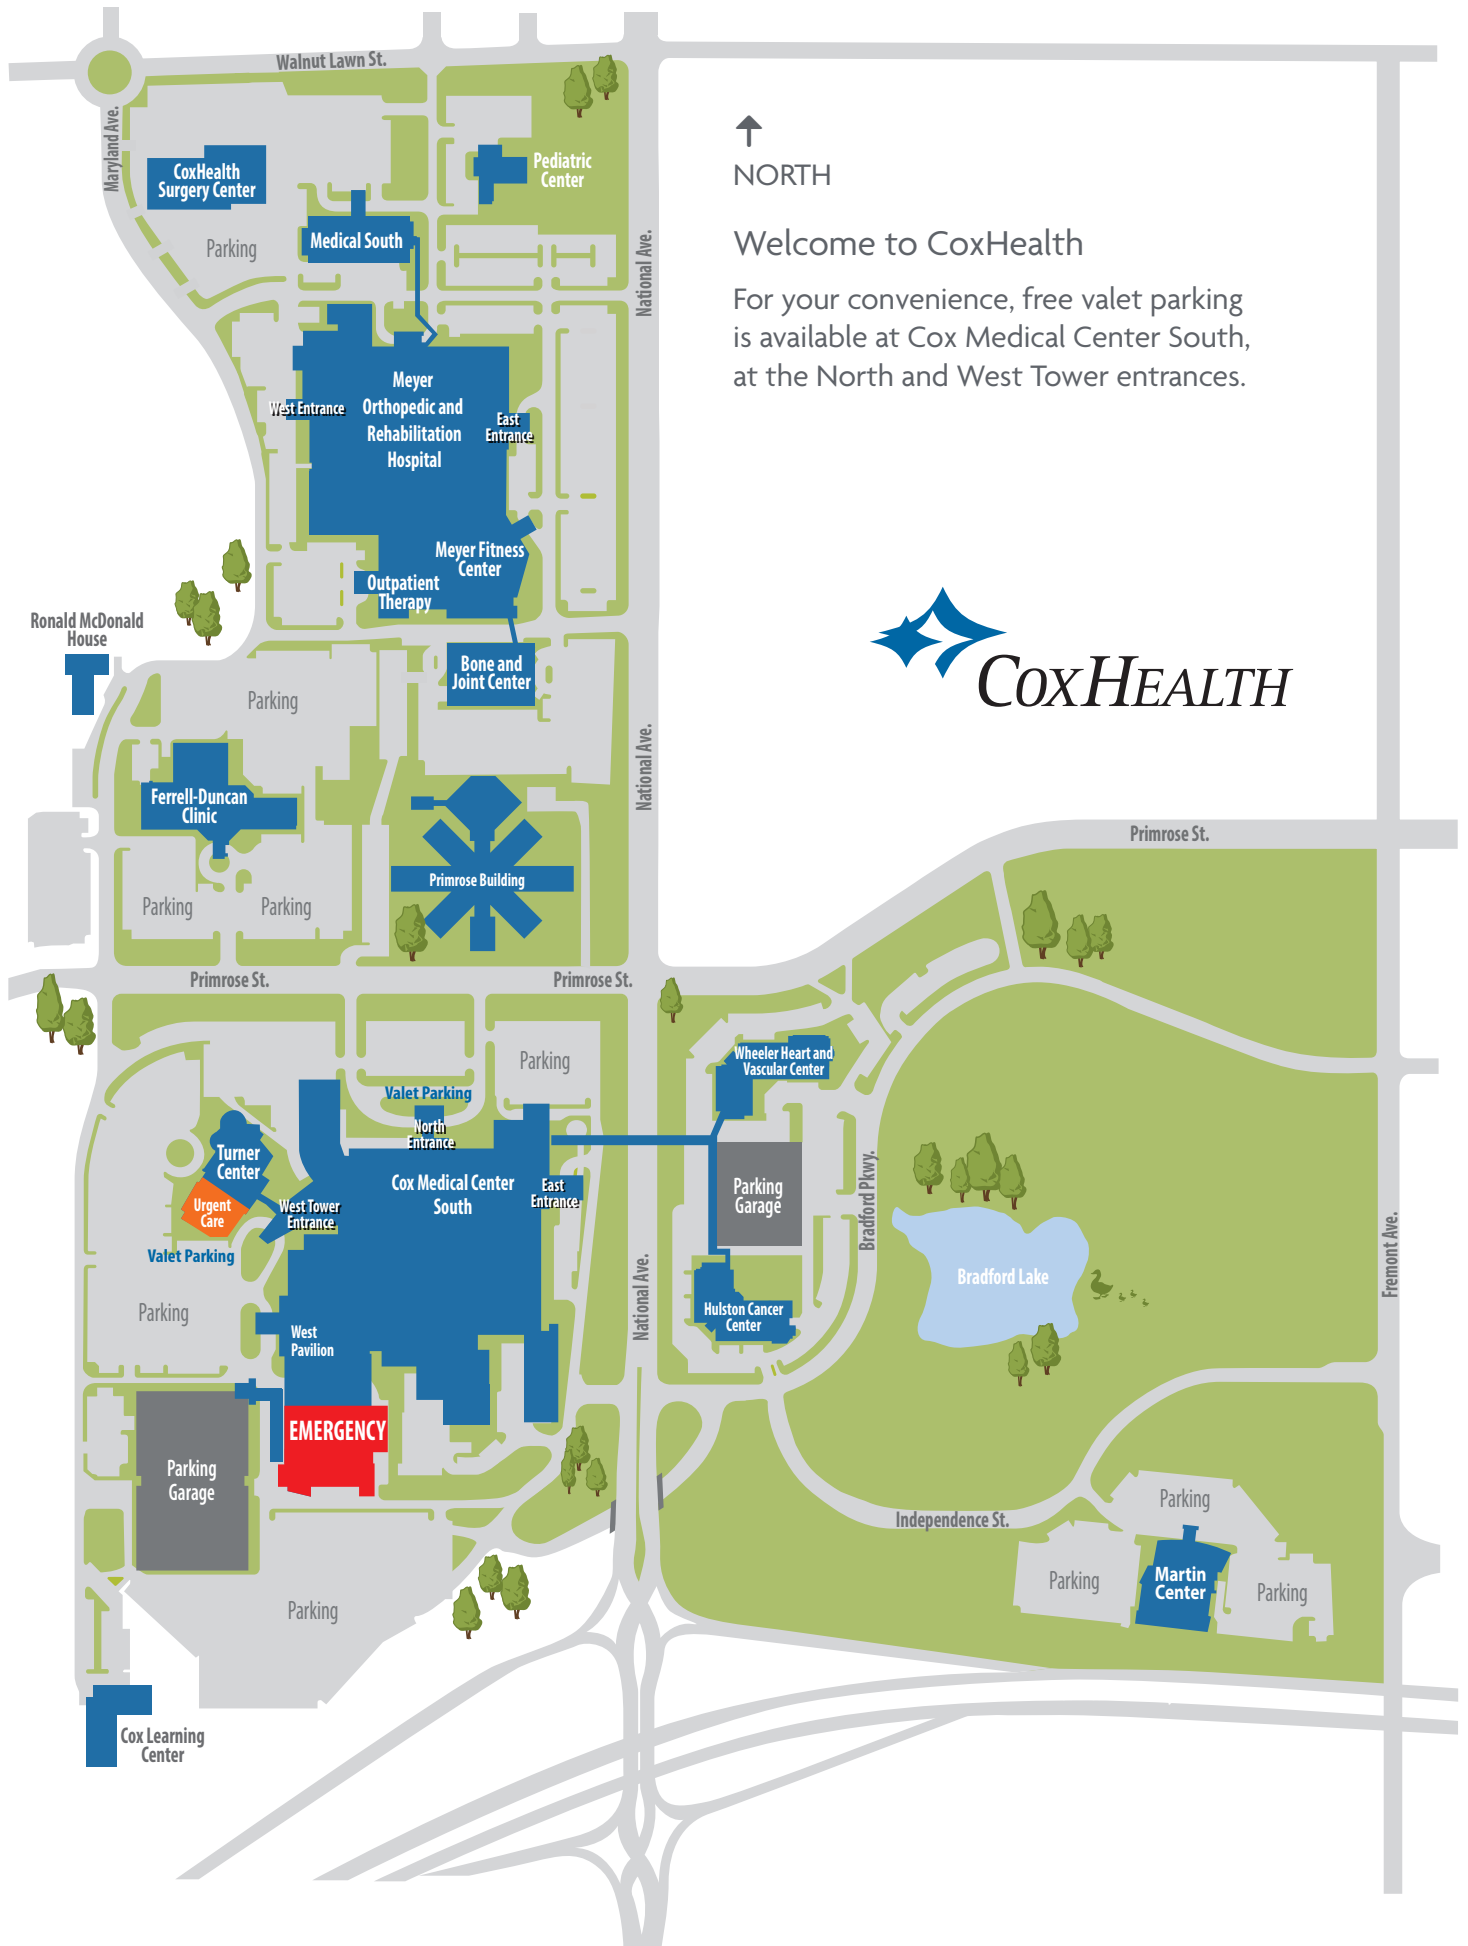 Walnut Lawn St.
Maryland Ave.
NORTH
CoxHealth
Surgery Center
Pediatric
Center
Parking
Medical South
National Ave.
Welcome to CoxHealth
For your convenience, free valet parking
is available at Cox Medical Center South,
at the North and West Tower entrances.
Meyer
Orthopedic and
Rehabilitation
Hospital
West Entrance
East
Entrance
Meyer Fitness
Center
Outpatient
Therapy
Ronald McDonald
House
Bone and
Joint Center
COXHEALTH
Parking
National Ave.
Ferrell-Duncan
Clinic
Primrose St.
Primrose Building
Parking
Parking
Primrose St.
Primrose St.
Parking
Wheeler Heart and
Vascular Center
Valet Parking
North
Entrance
Turner
Center
Urgent
Care
West Tower
Entrance
Cox Medical Center
South
East
Entrance
Parking
Garage
Bradford Pkwy.
Valet Parking
Bradford Lake
Fremont Ave.
National Ave.
Parking
Hulston Cancer
Center
West
Pavilion
EMERGENCY
Parking
Garage
Independence St.
Parking
Parking
Martin
Center
Parking
Parking
Cox Learning
Center